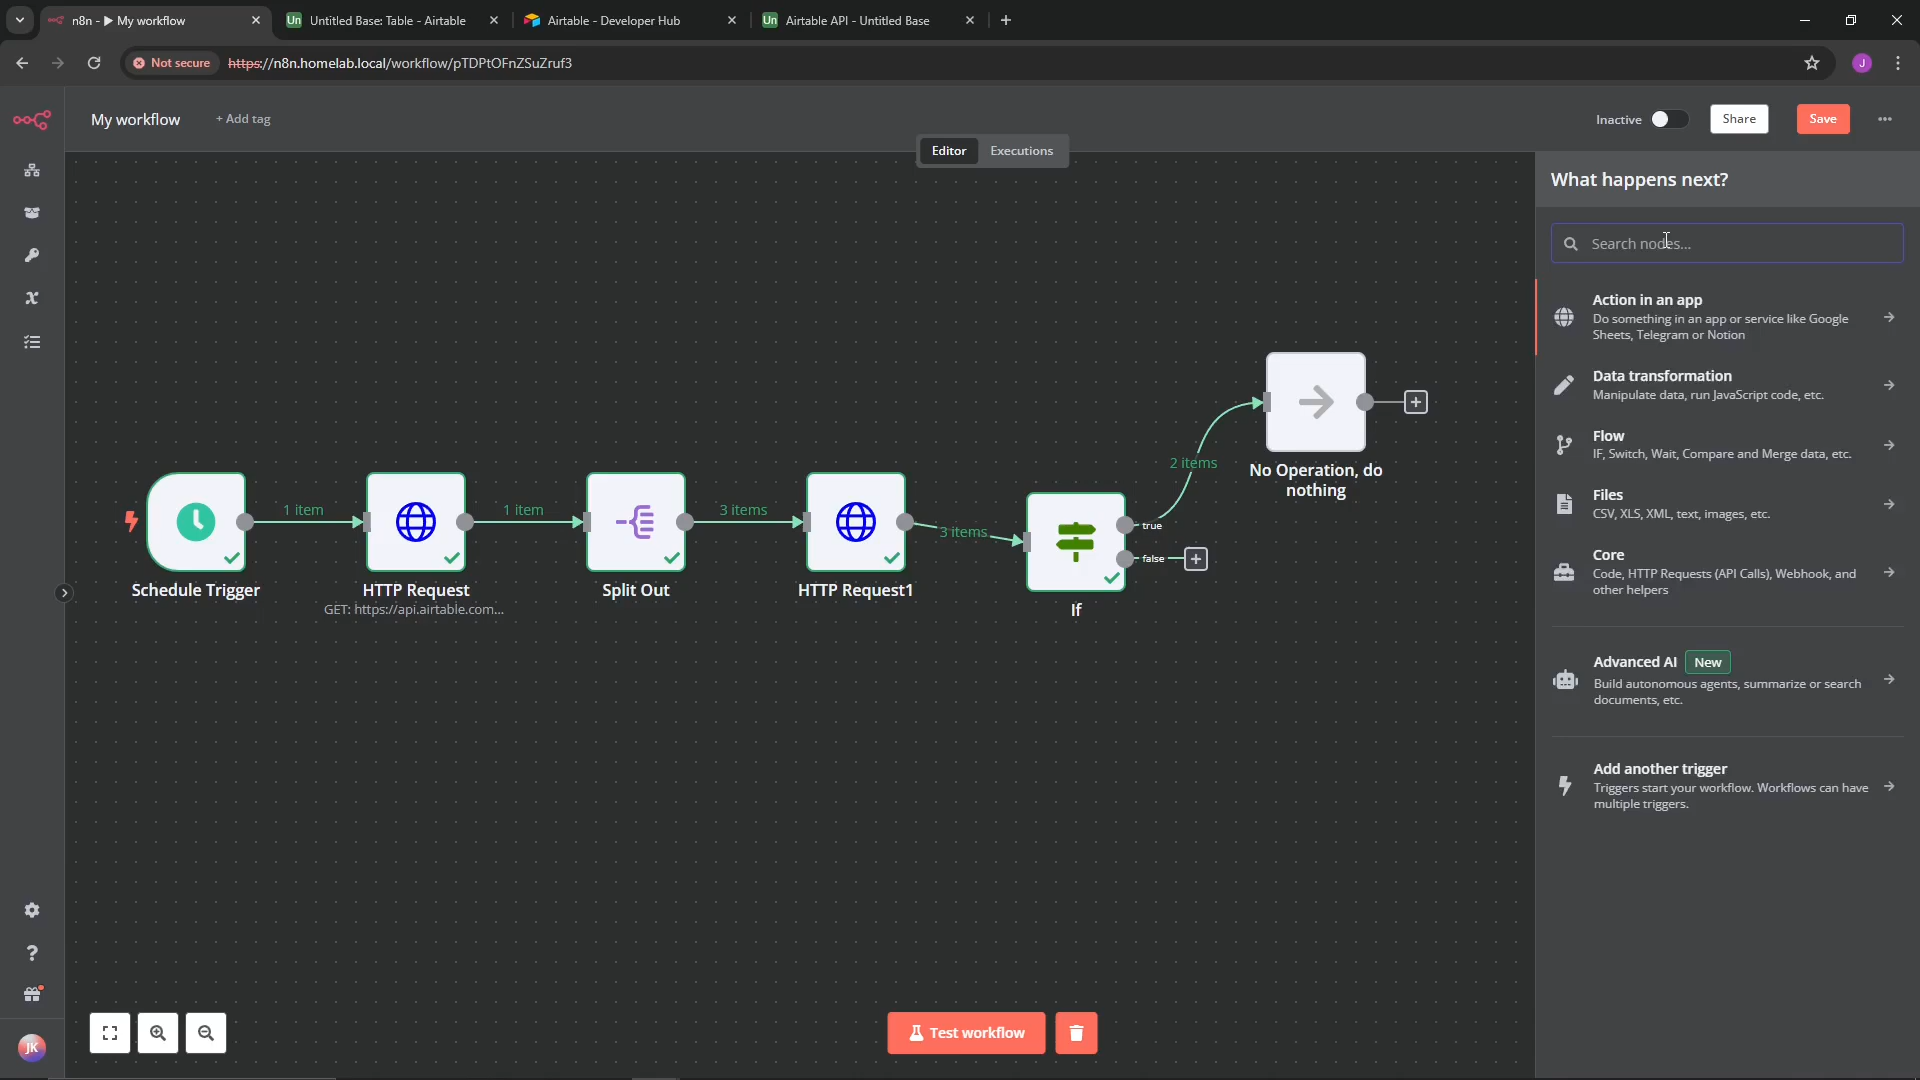 n8n - ▶ My workflow
Un
Untitled Base: Table - Airtable
Airtable - Developer Hub
Un
Airtable API - Untitled Base
Not secure
https://n8n.homelab.local/workflow/pTDPtOFnZSuZruf3
J
My workflow
+ Add tag
Inactive
Share
Save
Editor
Executions
What happens next?
Search nodes...
Action in an app
Do something in an app or service like Google
Sheets, Telegram or Notion
Data transformation
Manipulate data, run JavaScript code, etc.
Flow
IF, Switch, Wait, Compare and Merge data, etc.
Files
CSV, XLS, XML, text, images, etc.
Core
Code, HTTP Requests (API Calls), Webhook, and
other helpers
Advanced AI
New
Build autonomous agents, summarize or search
documents, etc.
Add another trigger
Triggers start your workflow. Workflows can have
multiple triggers.
2 items
No Operation, do
nothing
1 item
1 item
3 items
3 items
true
false
Schedule Trigger
HTTP Request
GET: https://api.airtable.com...
Split Out
HTTP Request1
If
Test workflow
JK